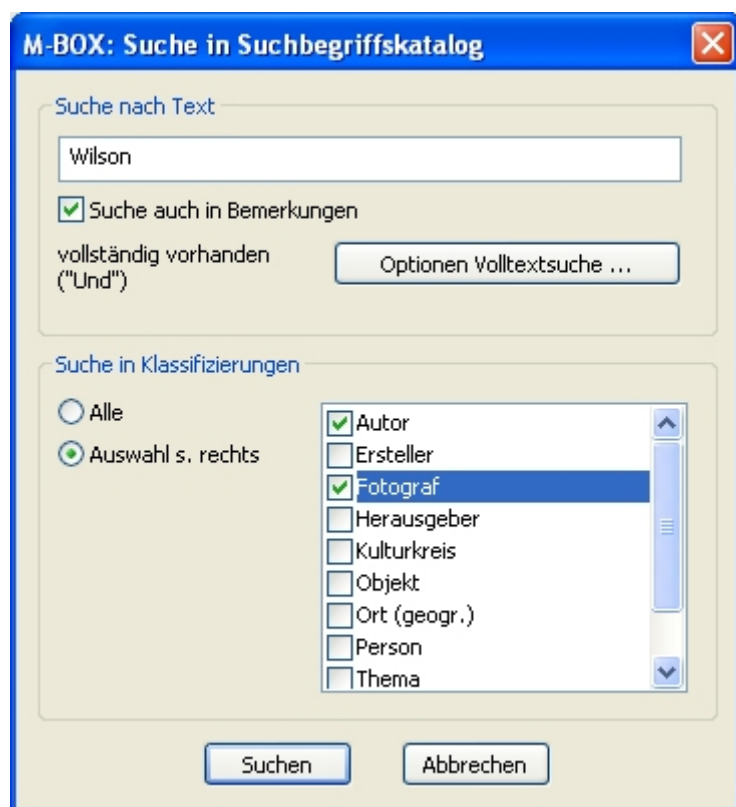 M-BOX: Suche in Suchbegriffskatalog
Suche nach Text
Wilson
Suche auch in Bemerkungen
vollständig vorhanden
("Und")
Optionen Volltextsuche ...
Suche in Klassifizierungen
Alle
Auswahl s. rechts
Autor
Ersteller
Fotograf
Herausgeber
Kulturkreis
Objekt
Ort (geogr.)
Person
Thema
Suchen
Abbrechen